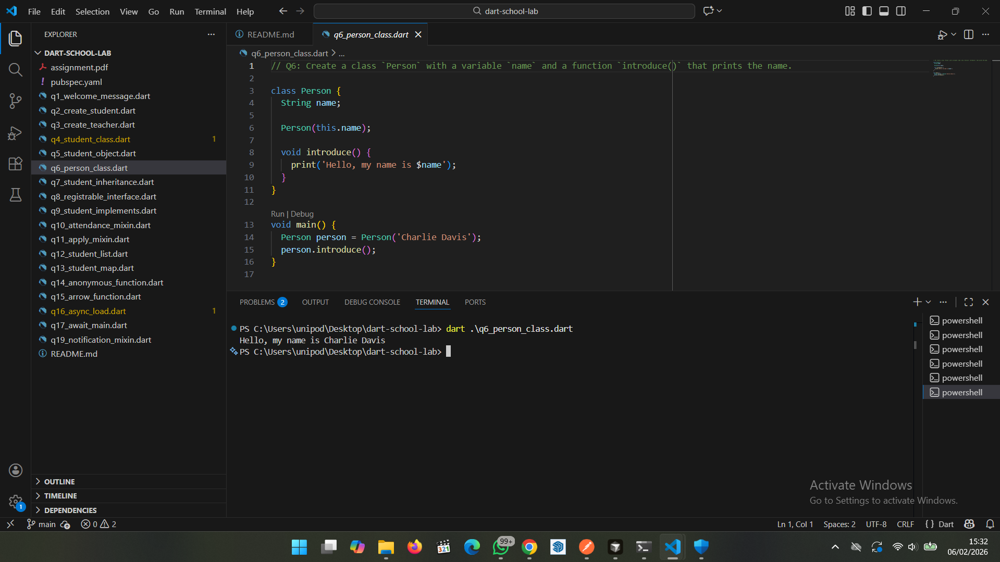 File Edit Selection View Go Run Terminal Help
dart-school-lab
EXPLORER
DART-SCHOOL-LAB
assignment.pdf
pubspec.yaml
q1_welcome_message.dart
q2_create_student.dart
q3_create_teacher.dart
q4_student_class.dart 1
q5_student_object.dart
q6_person_class.dart
q7_student_inheritance.dart
q8_registrable_interface.dart
q9_student_implements.dart
q10_attendance_mixin.dart
q11_apply_mixin.dart
q12_student_list.dart
q13_student_map.dart
q14_anonymous_function.dart
q15_arrow_function.dart
q16_async_load.dart 1
q17_await_main.dart
q19_notification_mixin.dart
README.md
OUTLINE
TIMELINE
DEPENDENCIES
README.md
q6_person_class.dart
q6_person_class.dart > ...
1 // Q6: Create a class `Person` with a variable `name` and a function `introduce()` that prints the name.
2
3 class Person {
4 String name;
5
6 Person(this.name);
7
8 void introduce() {
9 print('Hello, my name is $name');
10 }
11 }
12
Run | Debug
13 void main() {
14 Person person = Person('Charlie Davis');
15 person.introduce();
16 }
17
PROBLEMS 2 OUTPUT DEBUG CONSOLE TERMINAL PORTS
PS C:\Users\unipod\Desktop\dart-school-lab> dart .\q6_person_class.dart
Hello, my name is Charlie Davis
PS C:\Users\unipod\Desktop\dart-school-lab>
powershell
powershell
powershell
powershell
powershell
powershell
Activate Windows
Go to Settings to activate Windows.
1
main 0 2
Ln 1, Col 1 Spaces: 2 UTF-8 CRLF {} Dart
321
99+
15:32
06/02/2026